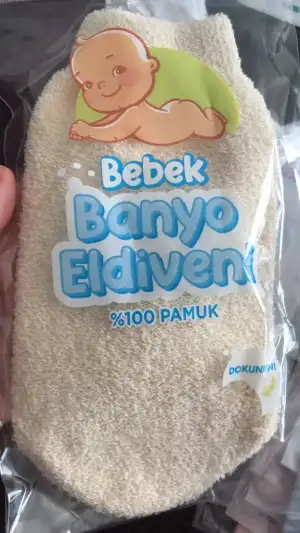 Bebek
Banyo
Eldiveni
%100 PAMUK